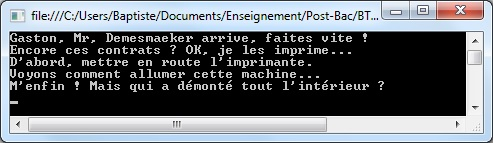 file:///C:/Users/Baptiste/Documents/Enseignement/Post-Bac/BT...
Gaston, Mr, Demesmaeker arrive, faites vite !
Encore ces contrats ? OK, je les imprime...
D'abord, mettre en route l'imprimante.
Voyons comment allumer cette machine...
M'enfin ! Mais qui a démonté tout l'intérieur ?